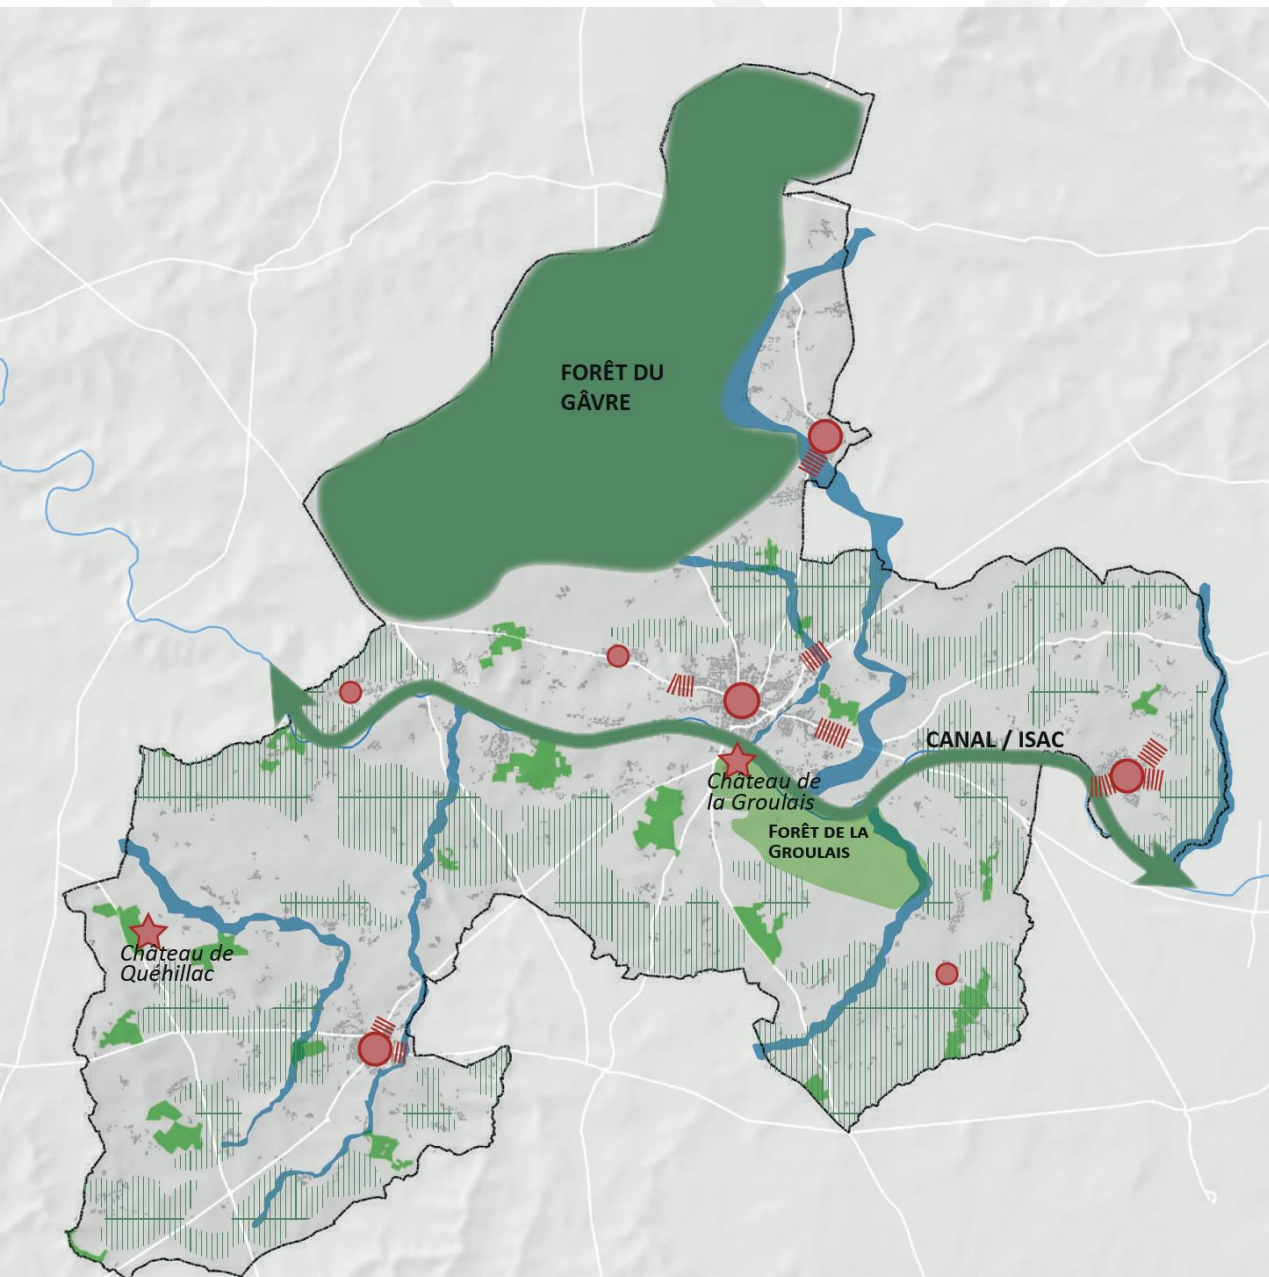 FORÊT DU
GÂVRE
CANAL / ISAC
Château de
la Groulais
FORÊT DE LA
GROULAIS
Château de
Quéhillac